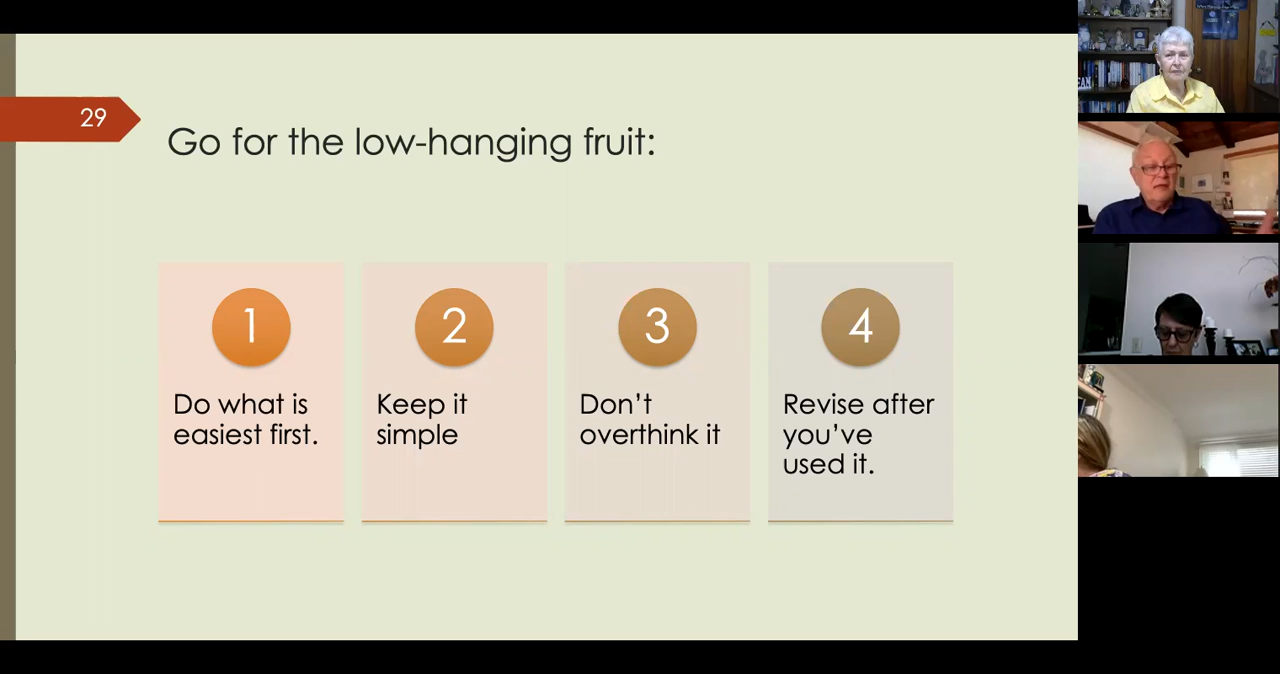 29
Go for the low-hanging fruit:
1
Do what is
easiest first.
2
Keep it
simple
3
Don’t
overthink it
4
Revise after
you’ve
used it.